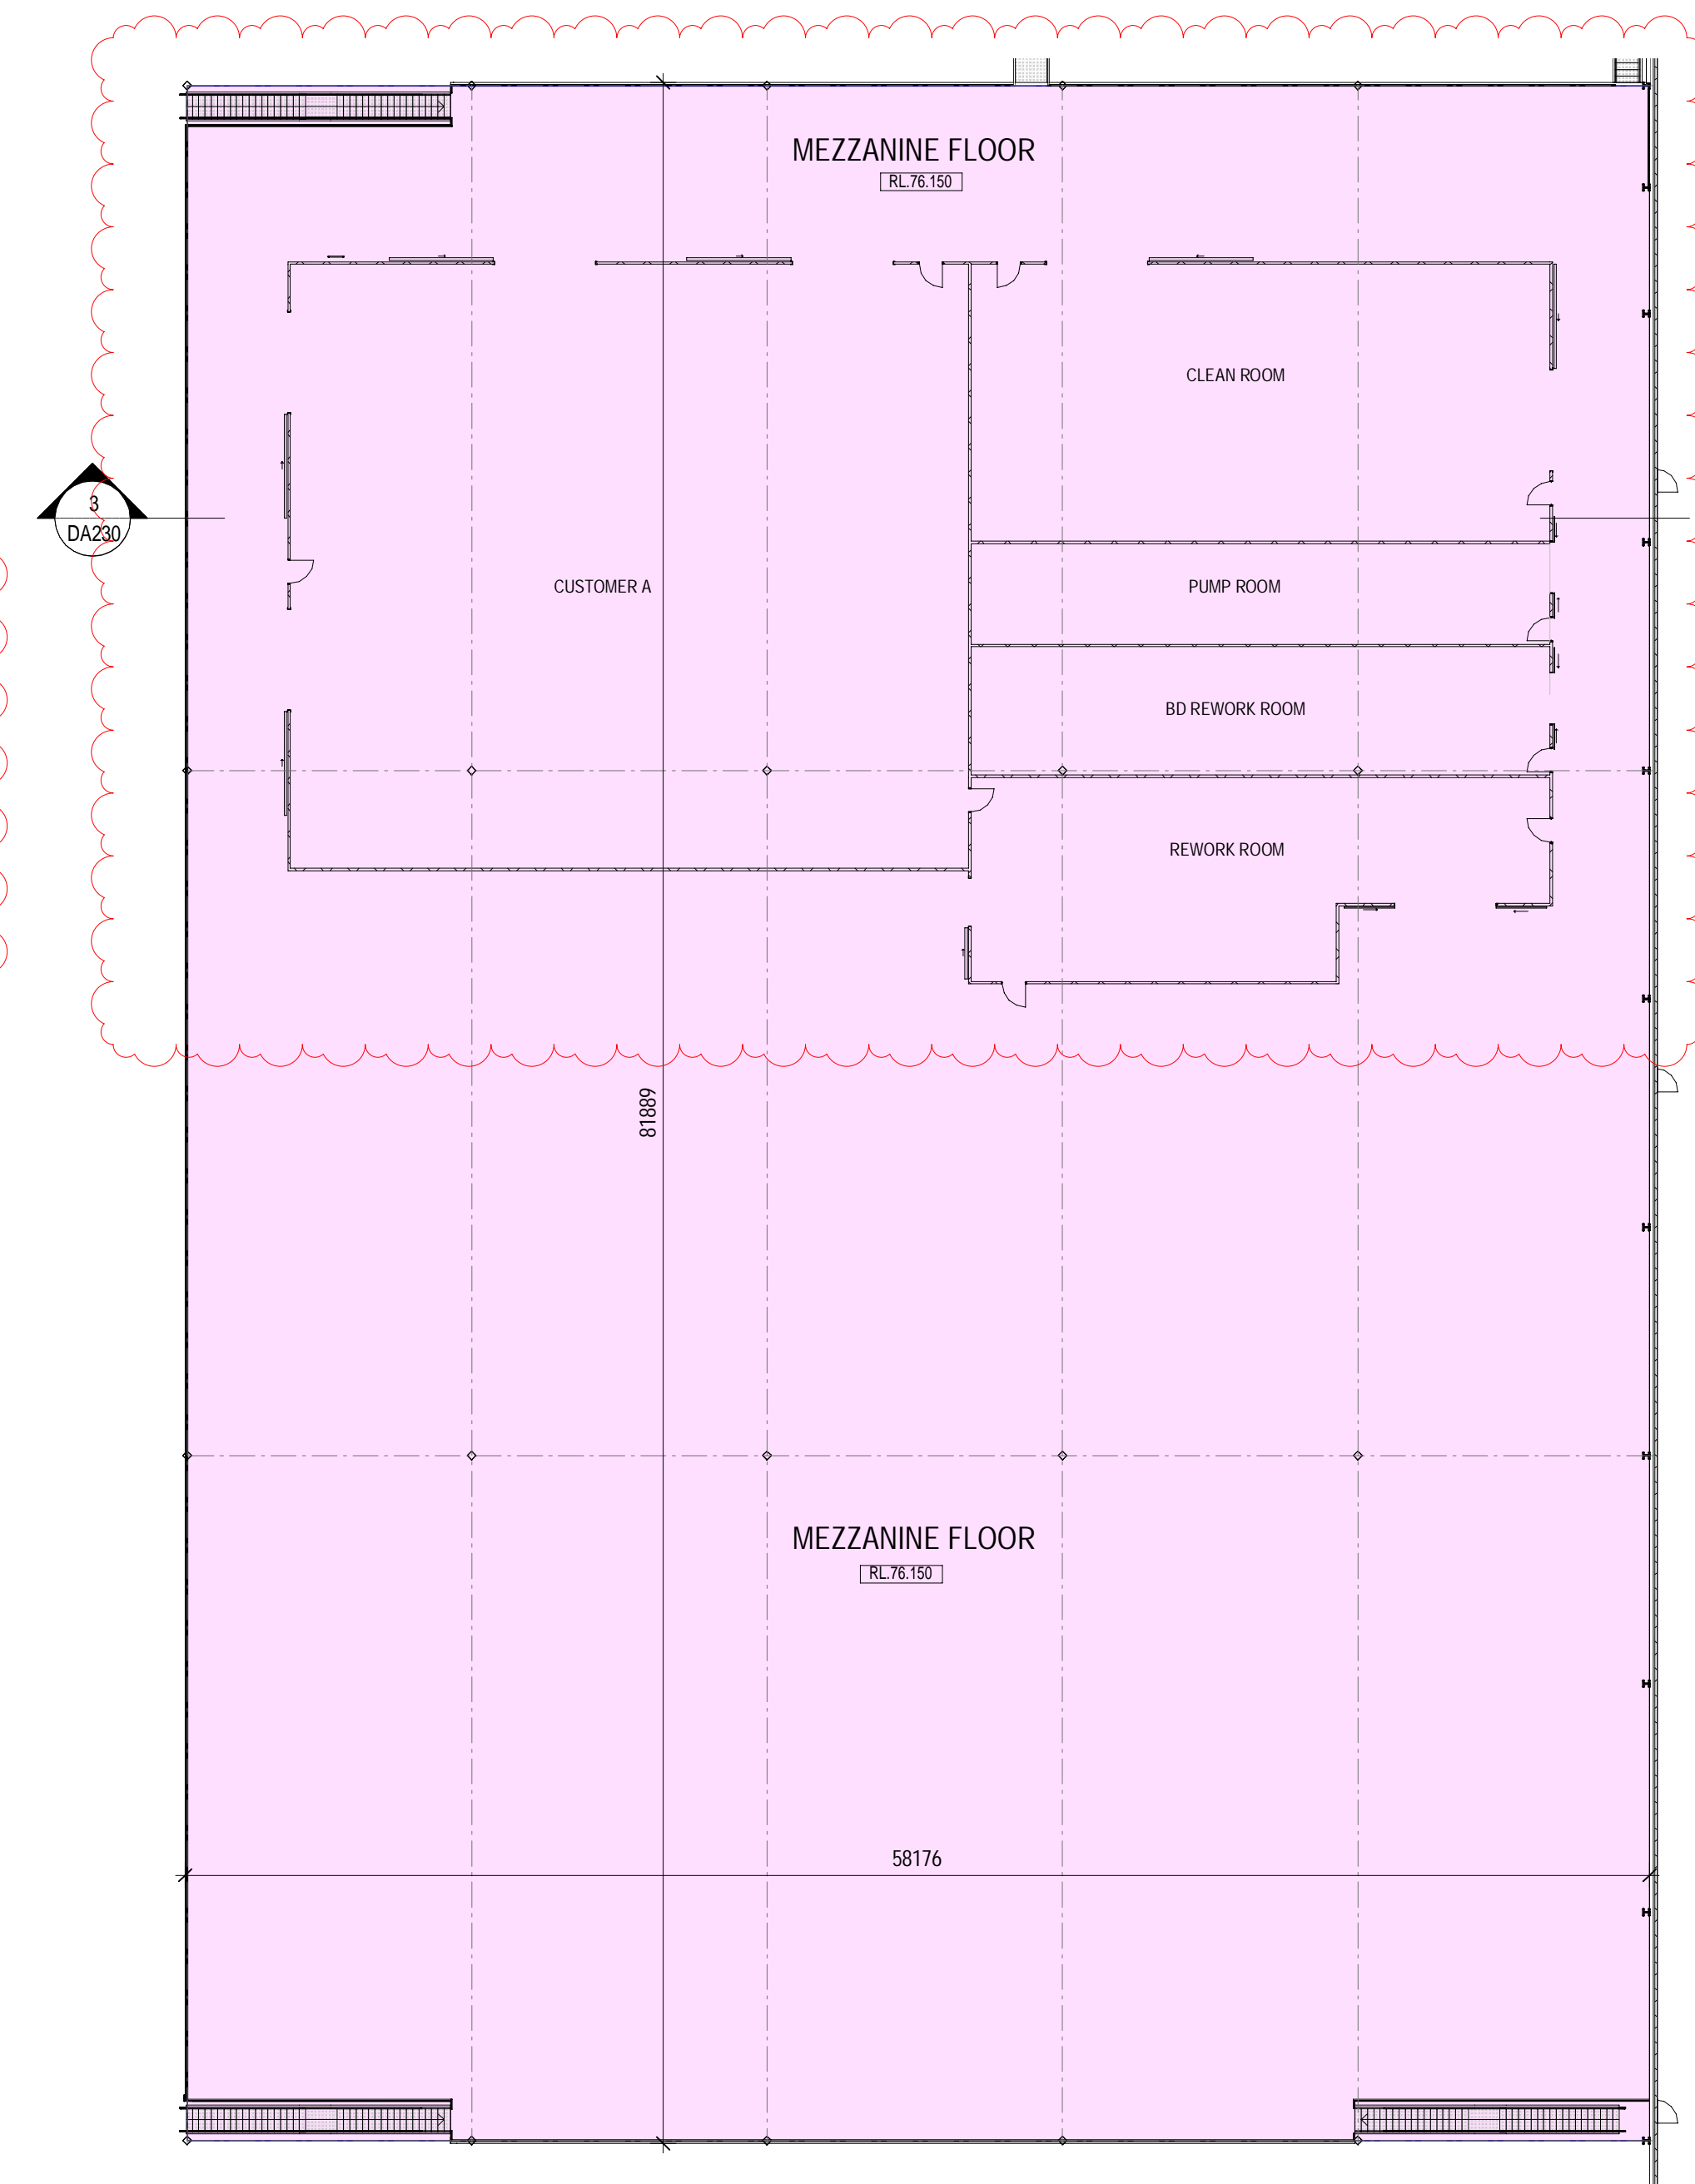 MEZZANINE FLOOR
RL.76.150
CLEAN ROOM
3
DA230
CUSTOMER A
PUMP ROOM
BD REWORK ROOM
REWORK ROOM
81889
MEZZANINE FLOOR
RL.76.150
58176